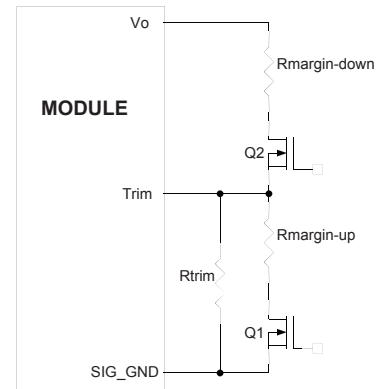 Vo
Rmargin-down
MODULE
Q2
Trim
Rmargin-up
Rtrim
Q1
SIG_GND